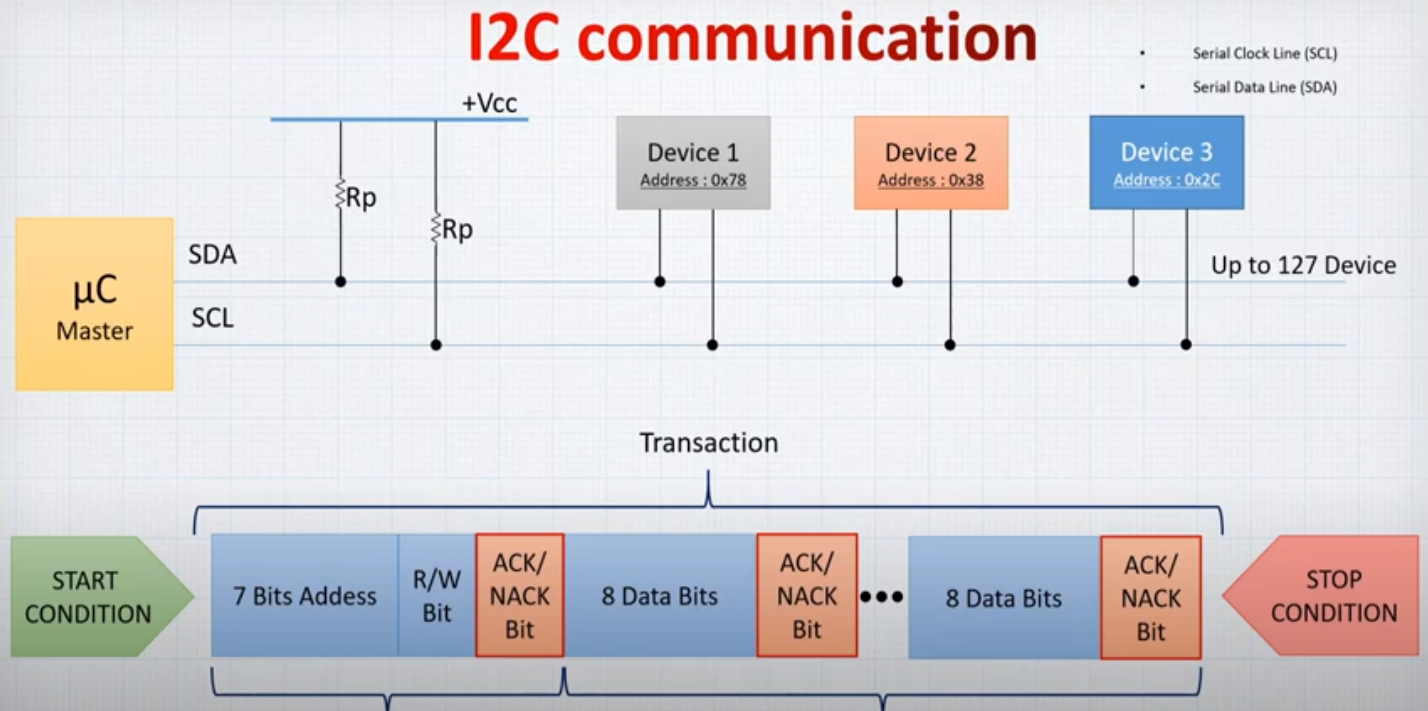 I2C communication
• Serial Clock Line (SCL)
• Serial Data Line (SDA)
+Vcc
Rp
Rp
Device 1
Address : 0x78
Device 2
Address : 0x38
Device 3
Address : 0x2C
µC
Master
SDA
SCL
Up to 127 Device
Transaction
START
CONDITION
7 Bits Addess
R/W
Bit
ACK/
NACK
Bit
8 Data Bits
ACK/
NACK
Bit
•••
8 Data Bits
ACK/
NACK
Bit
STOP
CONDITION